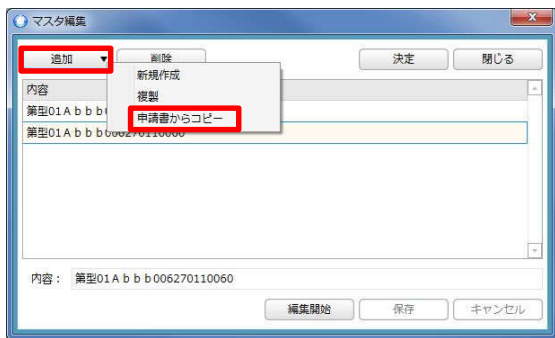 マスタ編集
追加 ▼ 削除 決定 閉じる
新規作成
複製
申請書からコピー
内容
第型01Ａｂｂｂ
第型01Ａｂｂｂ006270110060
内容： 第型01Ａｂｂｂ006270110060
編集開始 保存 キャンセル